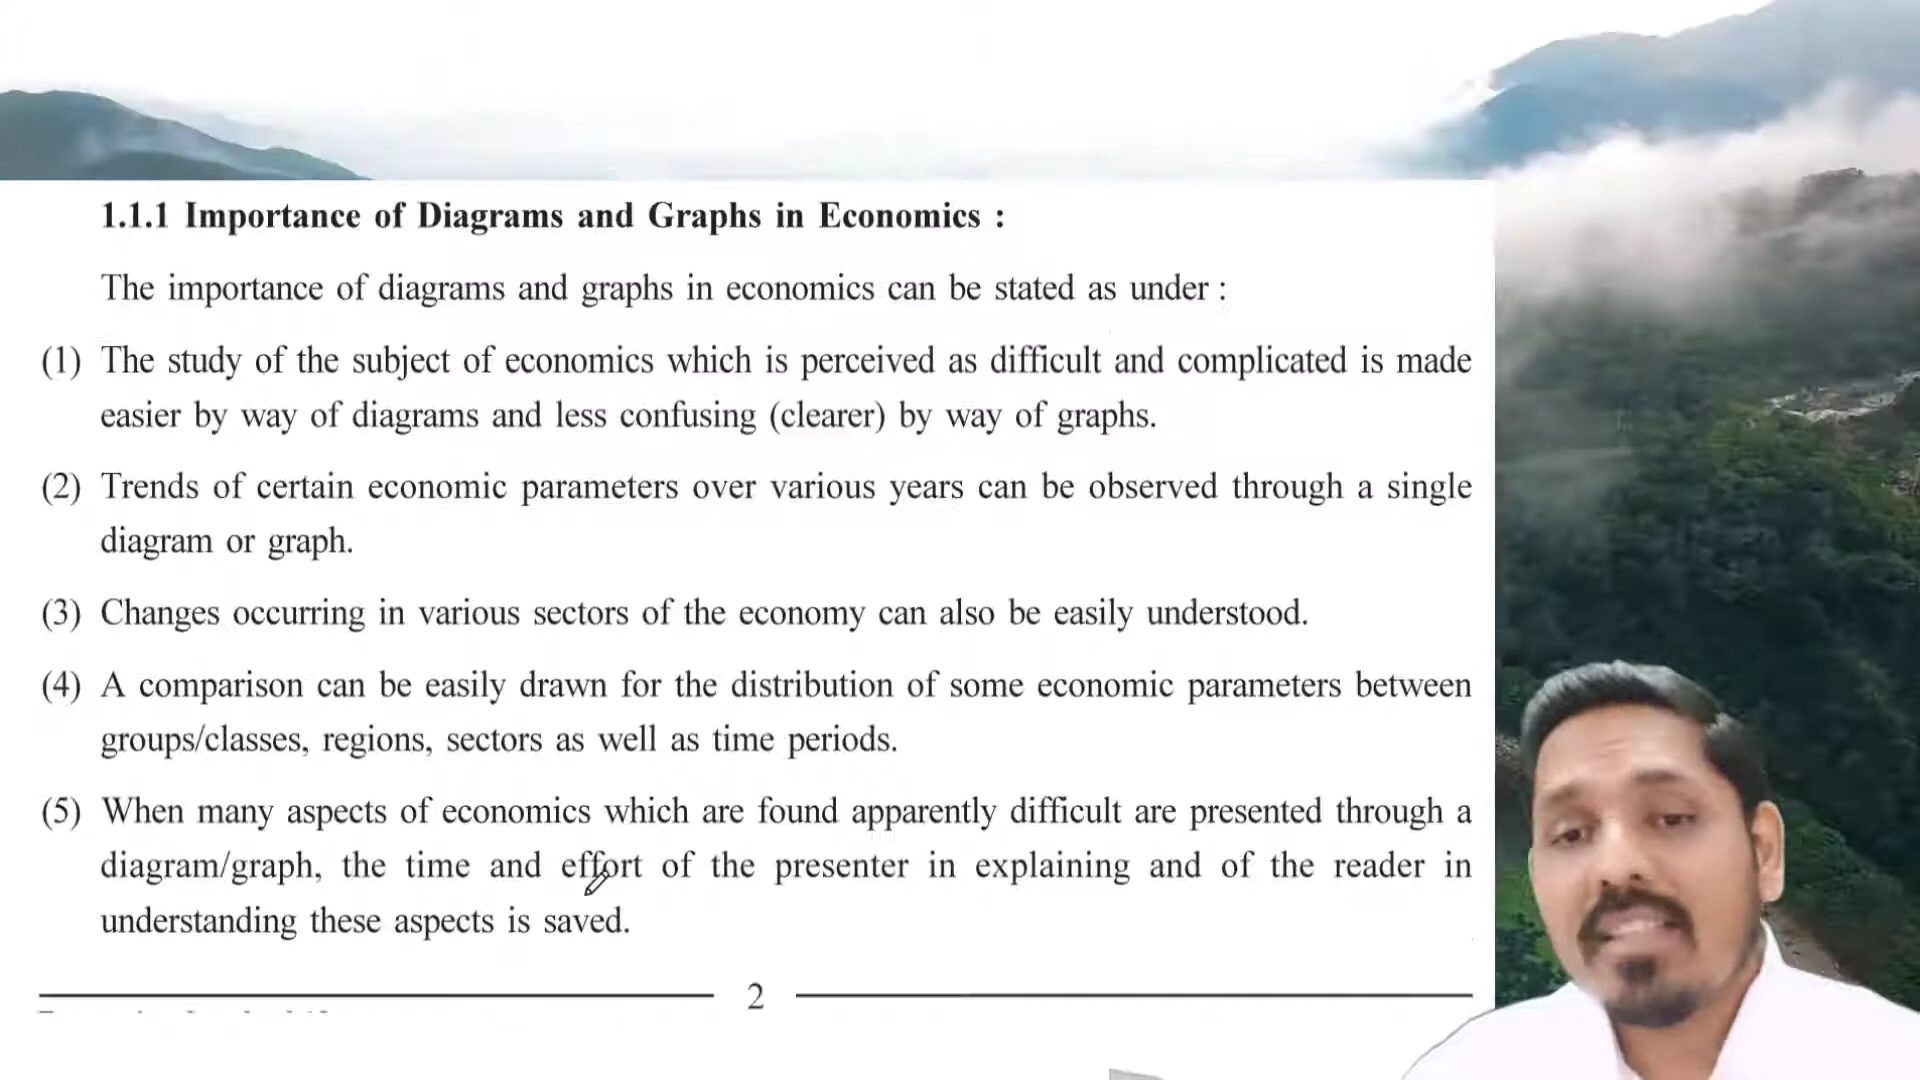 1.1.1 Importance of Diagrams and Graphs in Economics :
The importance of diagrams and graphs in economics can be stated as under :
(1) The study of the subject of economics which is perceived as difficult and complicated is made
easier by way of diagrams and less confusing (clearer) by way of graphs.
(2) Trends of certain economic parameters over various years can be observed through a single
diagram or graph.
(3) Changes occurring in various sectors of the economy can also be easily understood.
(4) A comparison can be easily drawn for the distribution of some economic parameters between
groups/classes, regions, sectors as well as time periods.
(5) When many aspects of economics which are found apparently difficult are presented through a
diagram/graph, the time and effort of the presenter in explaining and of the reader in
understanding these aspects is saved.
2